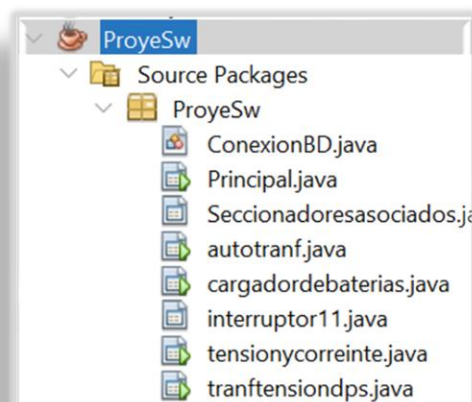 ProyeSw
Source Packages
ProyeSw
ConexionBD.java
Principal.java
Seccionadoresasociados.ja
autotranf.java
cargadordebaterias.java
interruptor11.java
tensionycorreinte.java
tranftensiondps.java